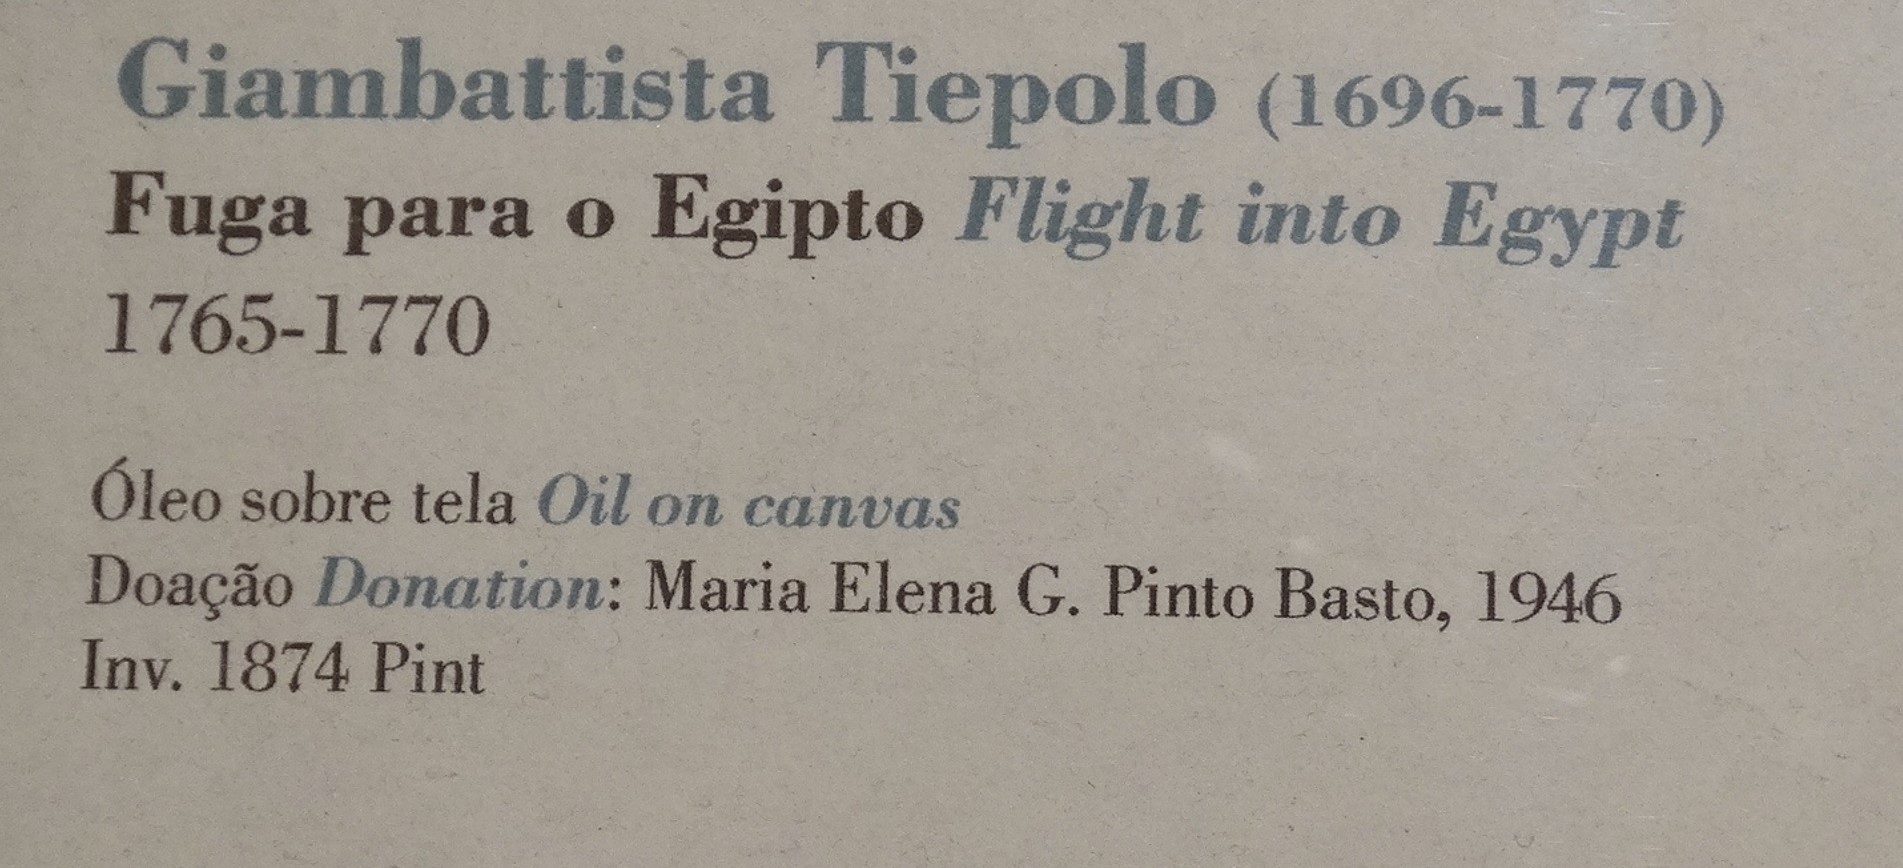 Giambattista Tiepolo (1696-1770)
Fuga para o Egipto Flight into Egypt
1765-1770
Óleo sobre tela Oil on canvas
Doação Donation: Maria Elena G. Pinto Basto, 1946
Inv. 1874 Pint